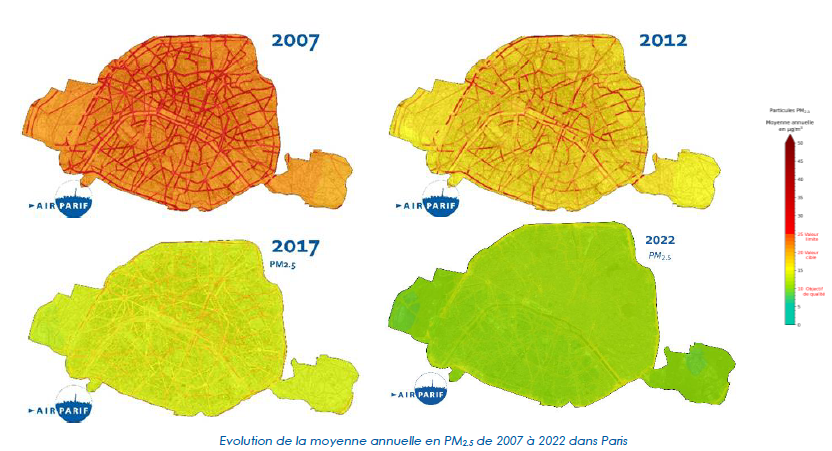 2007
2012
Particules PM2.5
Moyenne annuelle
en µg/m³
50
45
40
35
30
25 Valeur
limite
20 Valeur
cible
15
10 Objectif
de qualité
5
0
AIRPARIF
AIRPARIF
2017
PM2.5
2022
PM2.5
AIRPARIF
AIRPARIF
Evolution de la moyenne annuelle en PM2.5 de 2007 à 2022 dans Paris